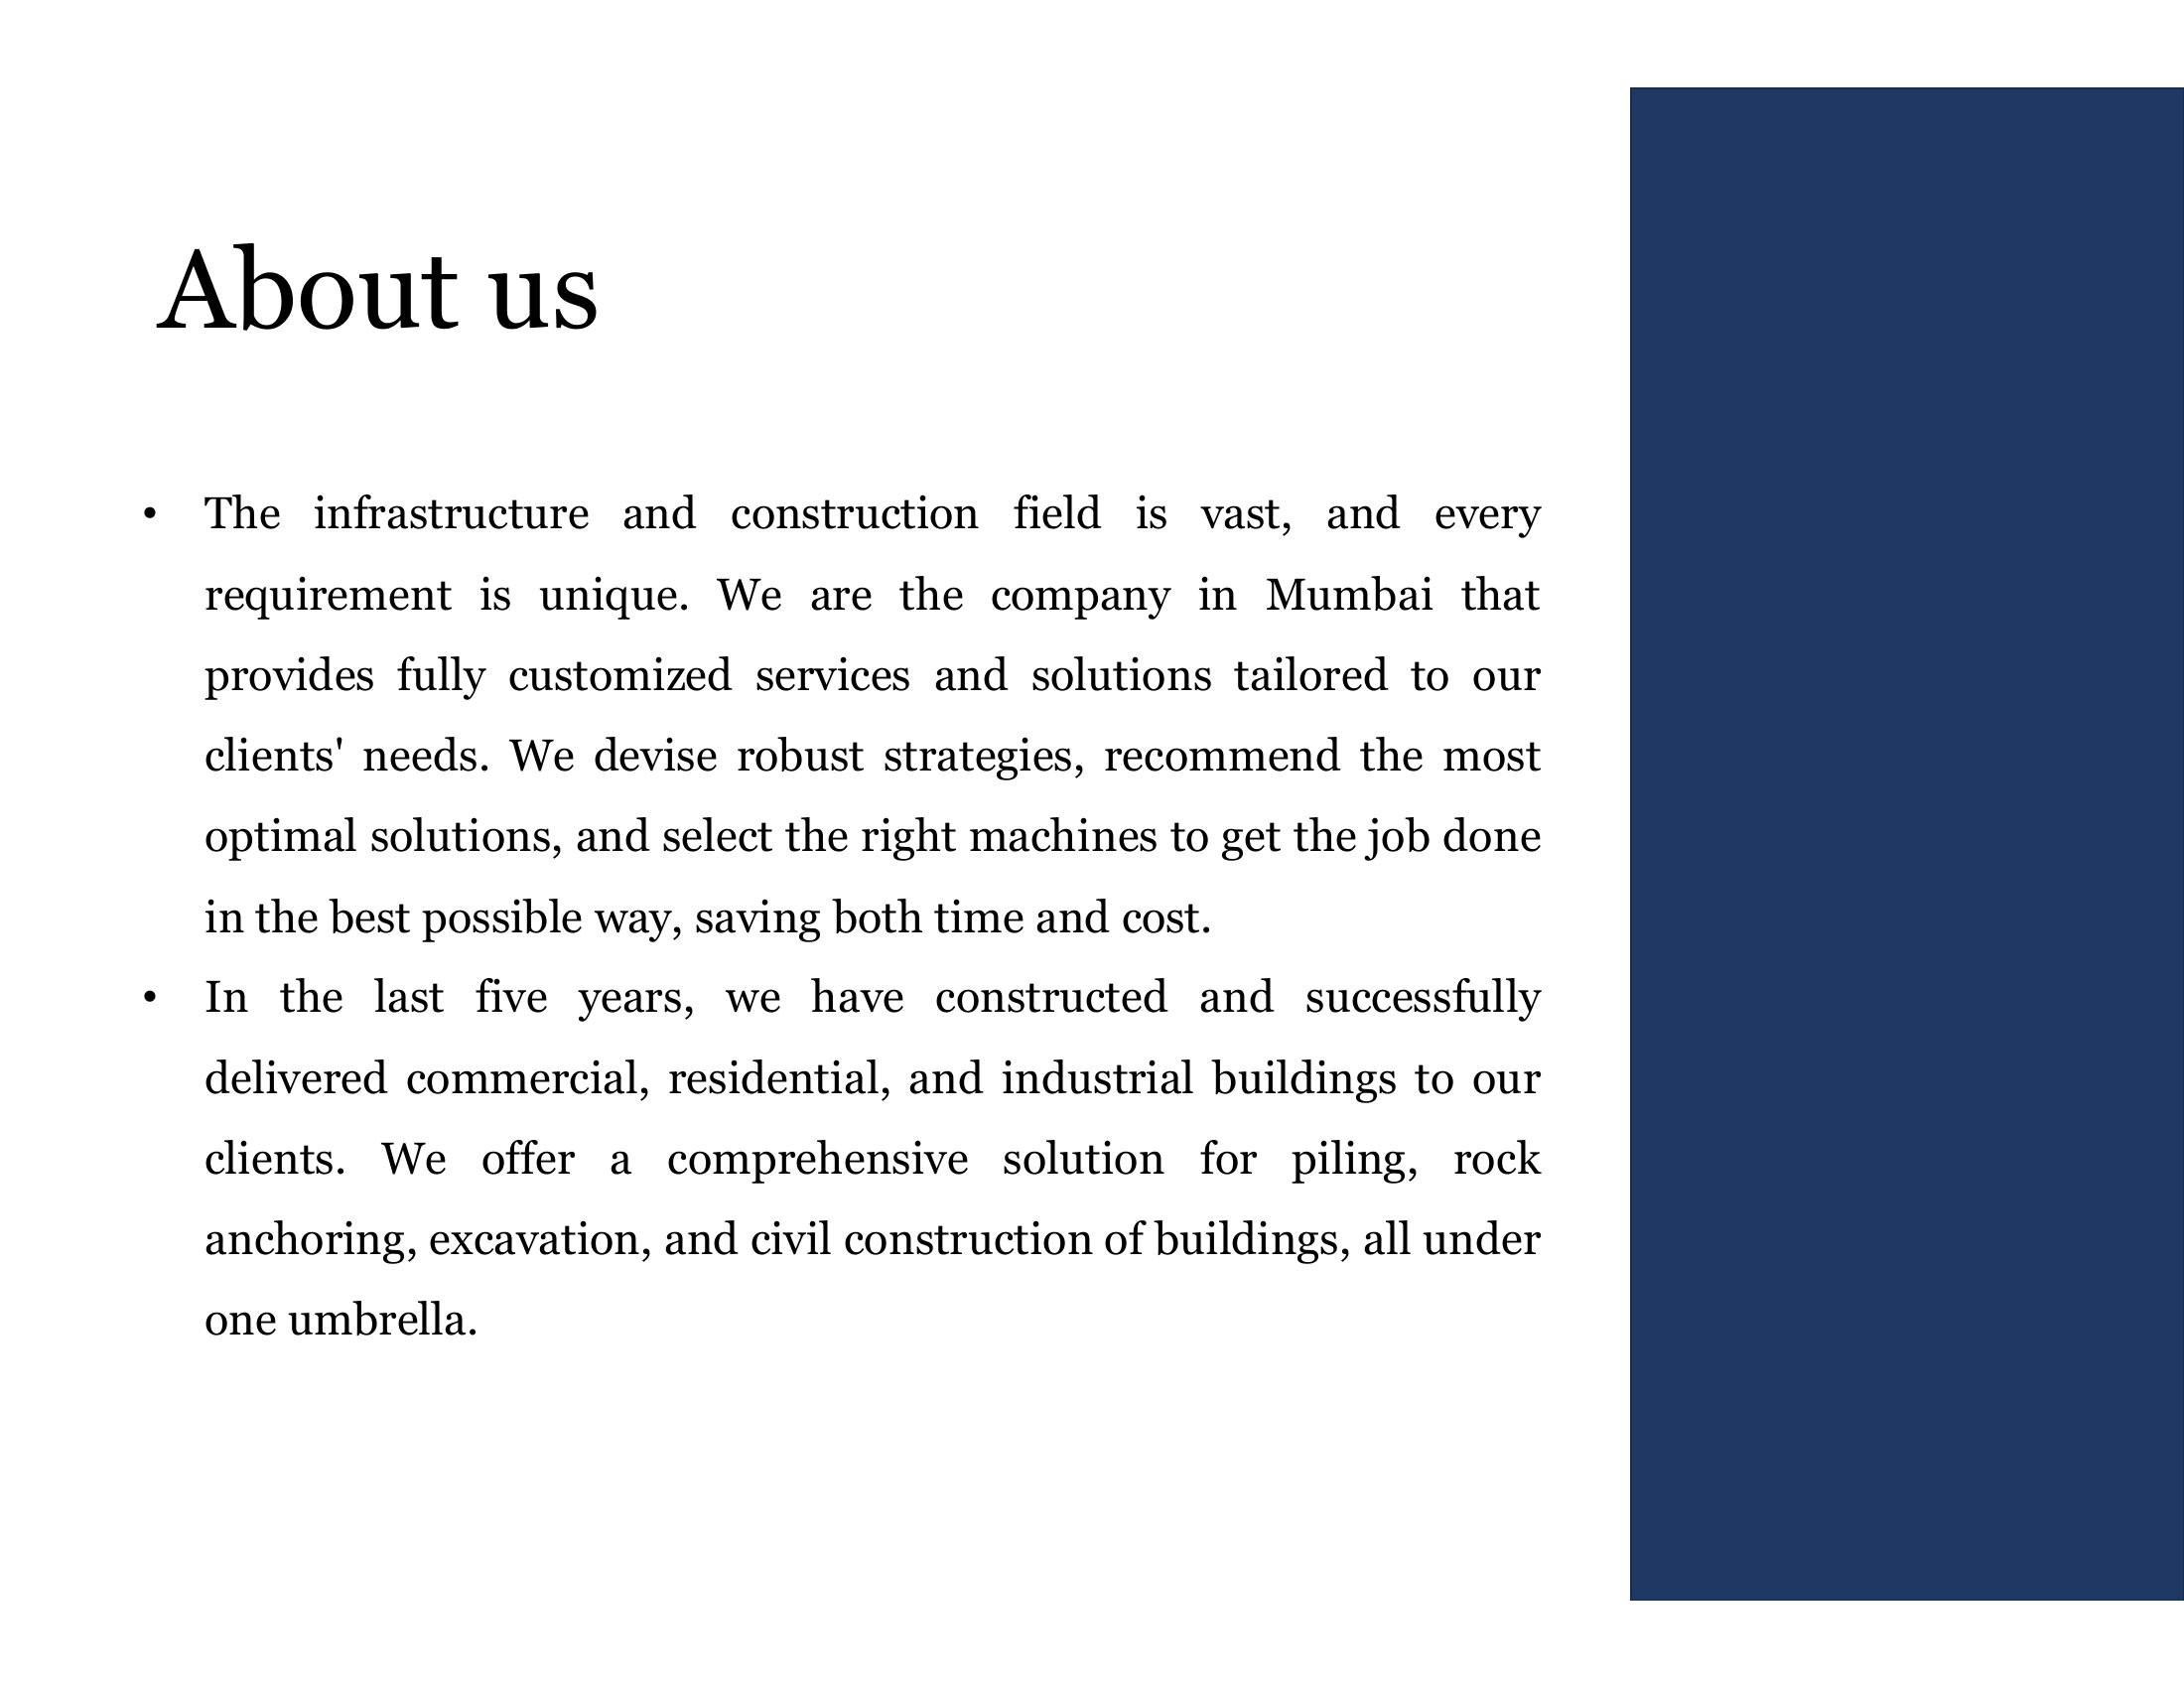 About us
• The infrastructure and construction field is vast, and every
requirement is unique. We are the company in Mumbai that
provides fully customized services and solutions tailored to our
clients' needs. We devise robust strategies, recommend the most
optimal solutions, and select the right machines to get the job done
in the best possible way, saving both time and cost.
• In the last five years, we have constructed and successfully
delivered commercial, residential, and industrial buildings to our
clients. We offer a comprehensive solution for piling, rock
anchoring, excavation, and civil construction of buildings, all under
one umbrella.